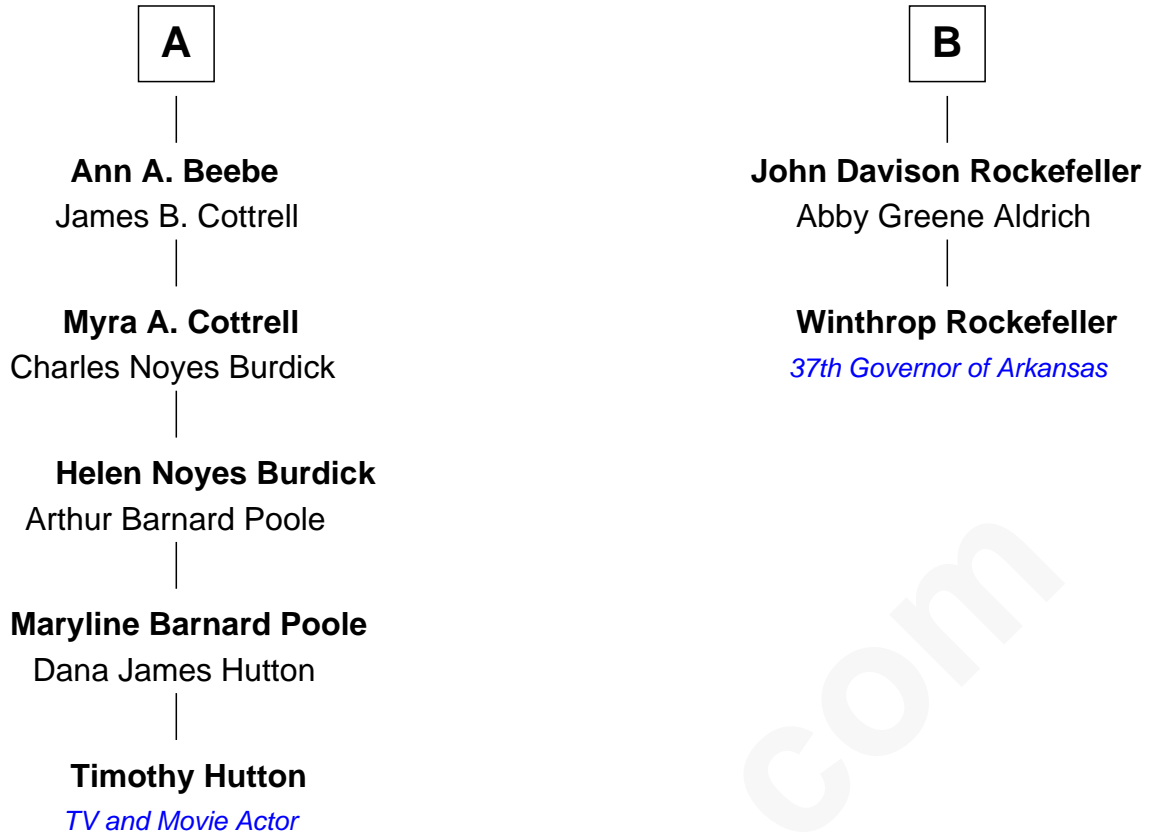 A
Ann A. Beebe
James B. Cottrell
Myra A. Cottrell
Charles Noyes Burdick
Helen Noyes Burdick
Arthur Barnard Poole
Maryline Barnard Poole
Dana James Hutton
Timothy Hutton
TV and Movie Actor
B
John Davison Rockefeller
Abby Greene Aldrich
Winthrop Rockefeller
37th Governor of Arkansas
com